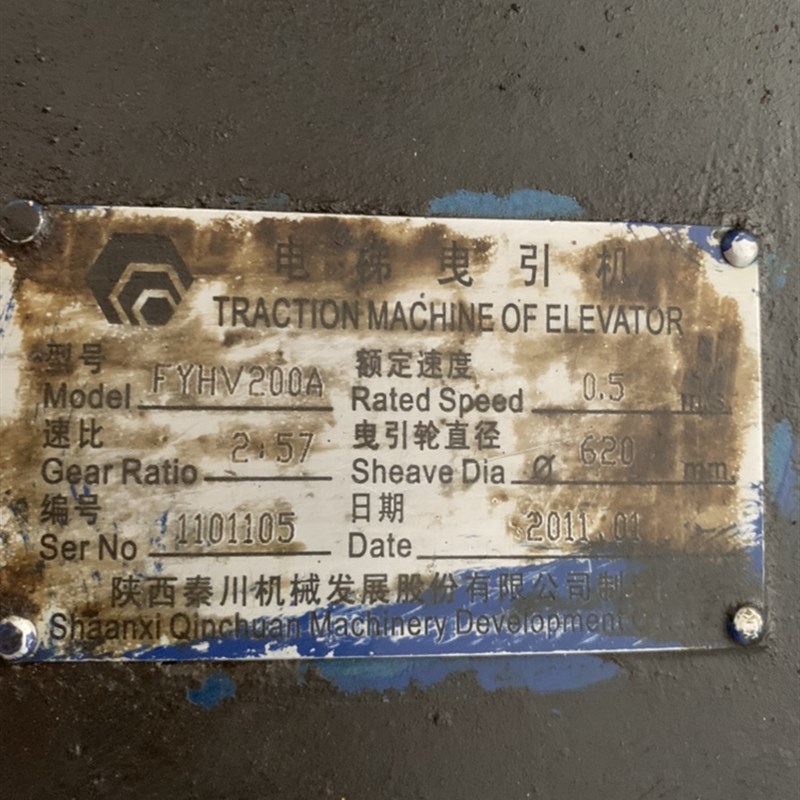 电梯曳引机
TRACTION MACHINE OF ELEVATOR
型号 额定速度
Model FYHV200A Rated Speed 0.5 m.s.
速比 曳引轮直径
Gear Ratio 2:57 Sheave Dia Ø 620 mm.
编号 日期
Ser No 1101105 Date 2011.01
陕西秦川机械发展股份有限公司制
Shaanxi Qinchuan Machinery Development